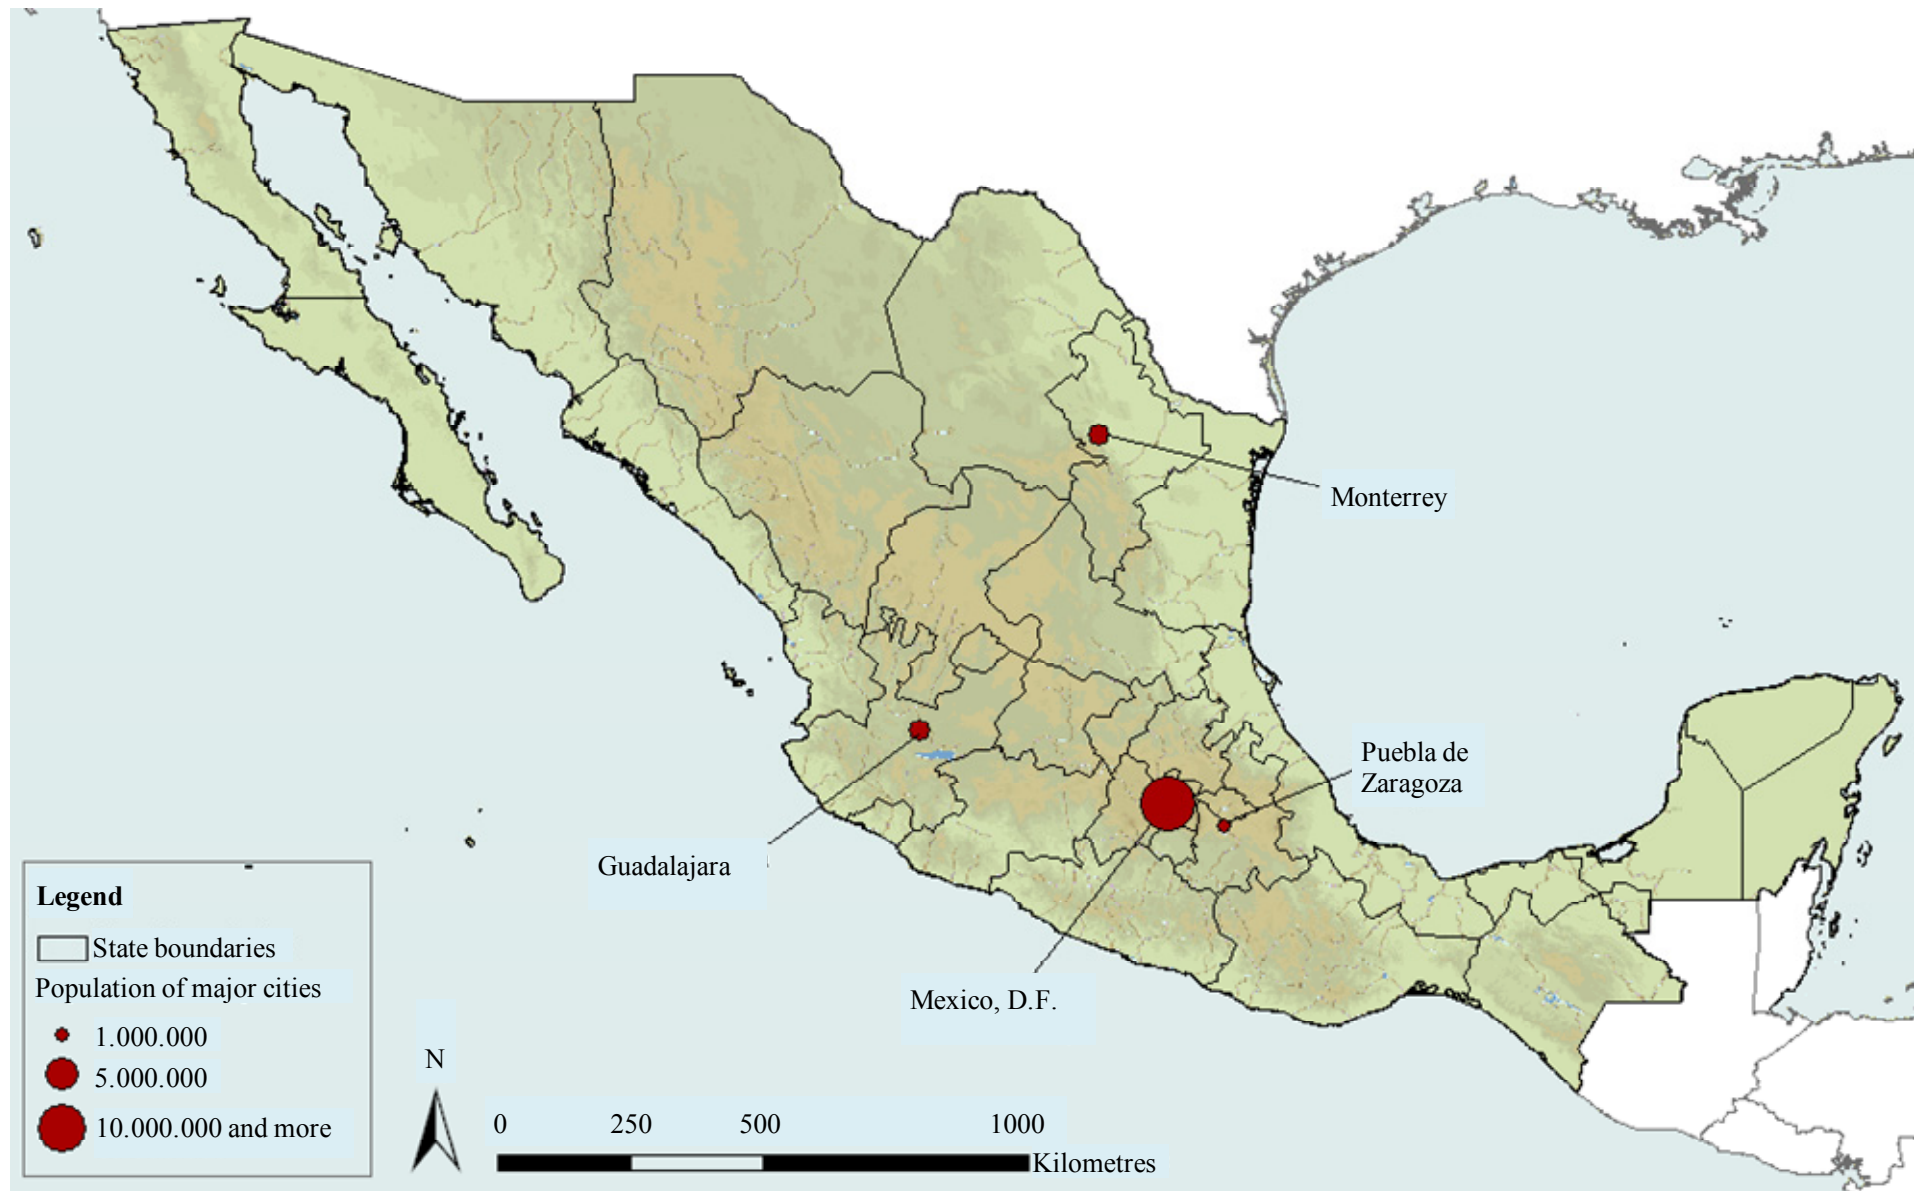 Monterrey
Puebla de
Zaragoza
Guadalajara
Mexico, D.F.
Legend
State boundaries
Population of major cities
1.000.000
5.000.000
10.000.000 and more
N
0 250 500 1000
Kilometres